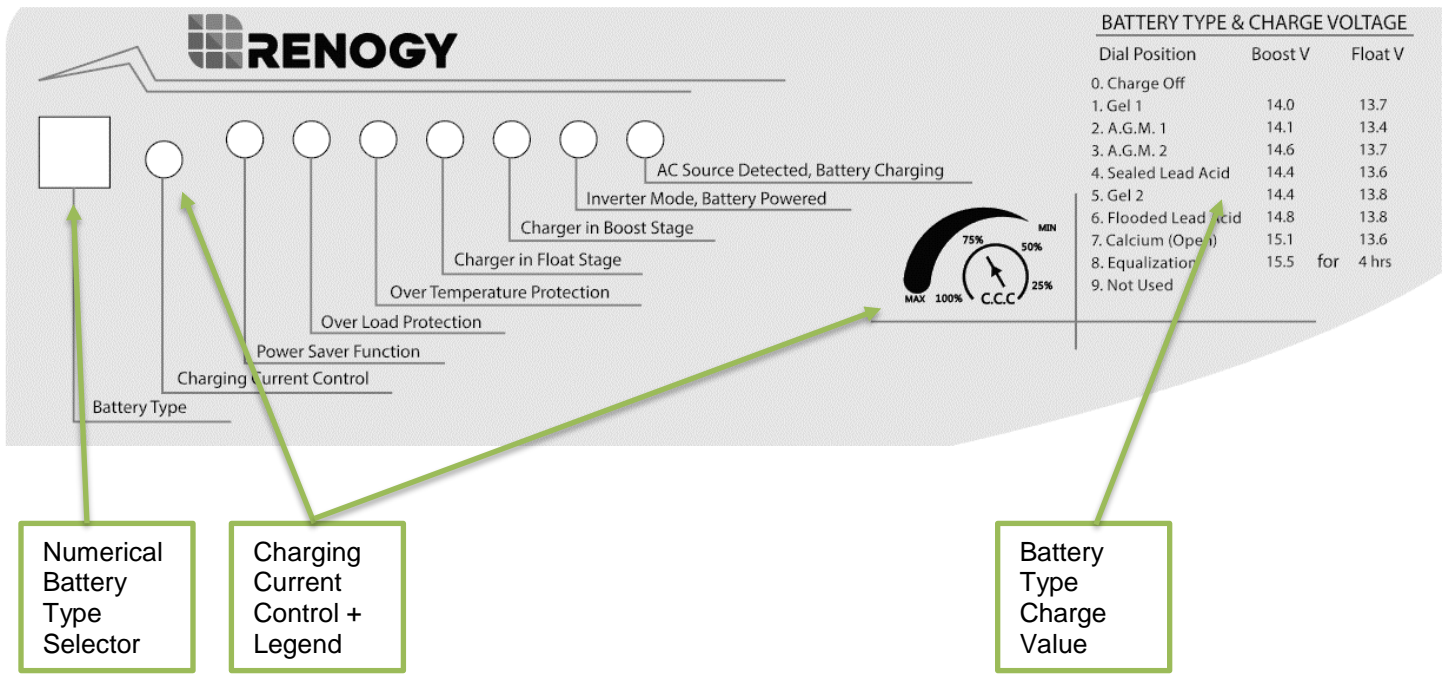 RENOGY
BATTERY TYPE & CHARGE VOLTAGE
Dial Position Boost V Float V
0. Charge Off
1. Gel 1 14.0 13.7
2. A.G.M. 1 14.1 13.4
3. A.G.M. 2 14.6 13.7
4. Sealed Lead Acid 14.4 13.6
5. Gel 2 14.4 13.8
6. Flooded Lead Acid 14.8 13.8
7. Calcium (Open) 15.1 13.6
8. Equalization 15.5 for 4 hrs
9. Not Used
AC Source Detected, Battery Charging
Inverter Mode, Battery Powered
Charger in Boost Stage
Charger in Float Stage
Over Temperature Protection
Over Load Protection
Power Saver Function
Charging Current Control
Battery Type
MIN
75% 50%
25%
MAX 100% C.C.C
Numerical
Battery
Type
Selector
Charging
Current
Control +
Legend
Battery
Type
Charge
Value